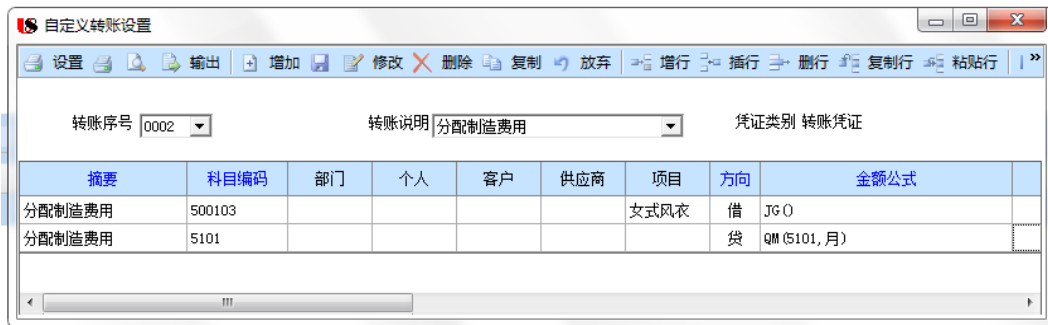 自定义转账设置
设置 输出 增加 修改 删除 复制 放弃 增行 插行 删行 复制行 粘贴行
转账序号 0002 转账说明 分配制造费用 凭证类别 转账凭证
摘要 科目编码 部门 个人 客户 供应商 项目 方向 金额公式
分配制造费用 500103 女式风衣 借 JG()
分配制造费用 5101 贷 QM(5101,月)